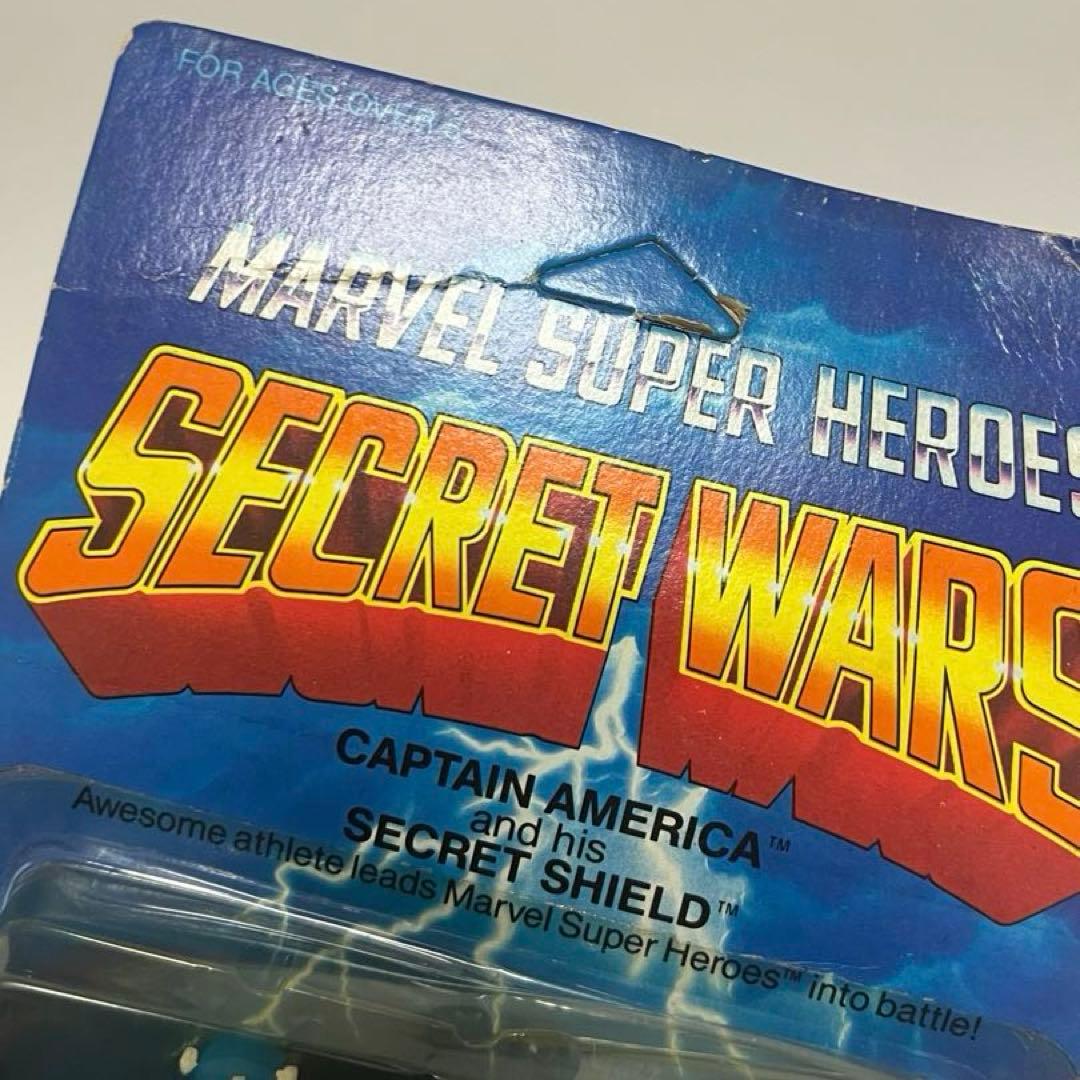 FOR AGES OVER 5
MARVEL SUPER HEROES
SECRET WARS
CAPTAIN AMERICA™
and his
SECRET SHIELD™
Awesome athlete leads Marvel Super Heroes™ into battle!